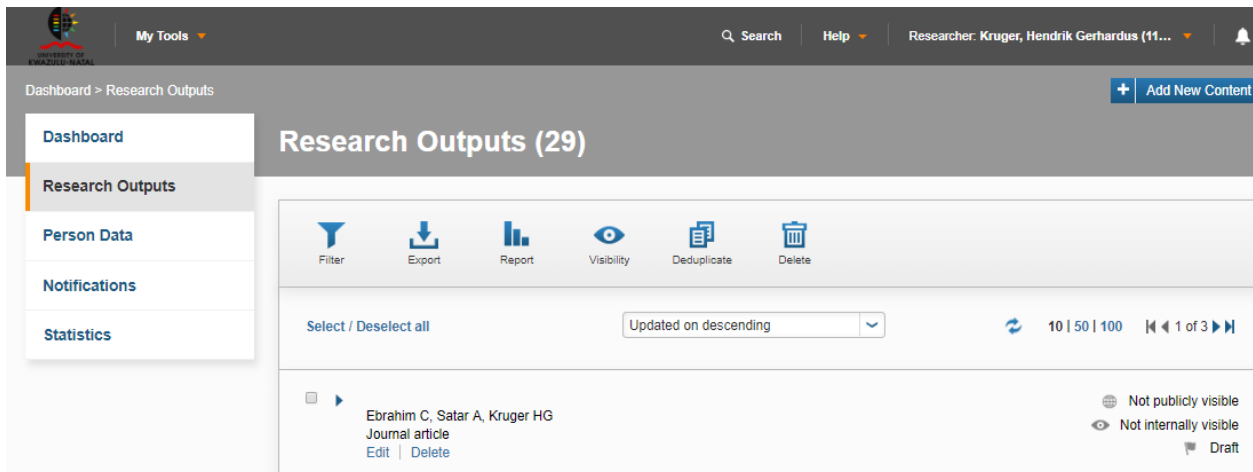 UNIVERSITY OF
KWAZULU-NATAL
My Tools
Search
Help
Researcher: Kruger, Hendrik Gerhardus (11...
Dashboard > Research Outputs
+ Add New Content
Dashboard
Research Outputs
Person Data
Notifications
Statistics
Research Outputs (29)
Filter
Export
Report
Visibility
Deduplicate
Delete
Select / Deselect all
Updated on descending
10 | 50 | 100
1 of 3
Ebrahim C, Satar A, Kruger HG
Journal article
Edit | Delete
Not publicly visible
Not internally visible
Draft